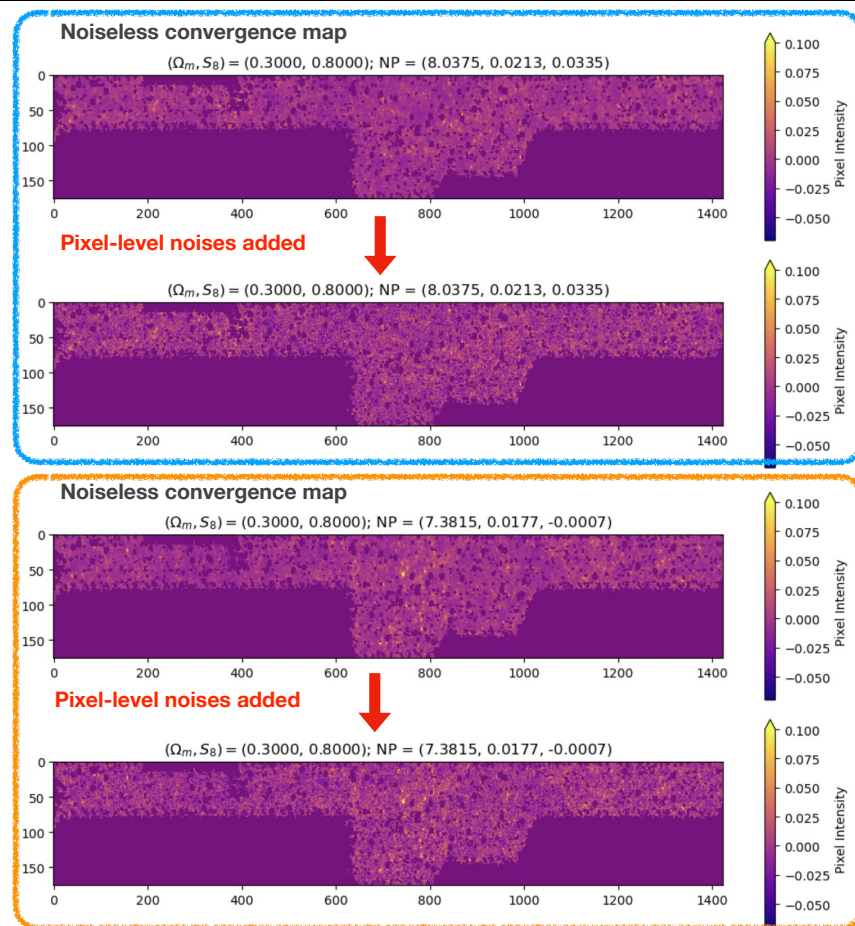 Noiseless convergence map
(Ωm, S8) = (0.3000, 0.8000); NP = (8.0375, 0.0213, 0.0335)
0
50
100
150
0 200 400 600 800 1000 1200 1400
0.100
0.075
0.050
0.025
0.000
−0.025
−0.050
Pixel Intensity
Pixel-level noises added
(Ωm, S8) = (0.3000, 0.8000); NP = (8.0375, 0.0213, 0.0335)
0
50
100
150
0 200 400 600 800 1000 1200 1400
0.100
0.075
0.050
0.025
0.000
−0.025
−0.050
Pixel Intensity
Noiseless convergence map
(Ωm, S8) = (0.3000, 0.8000); NP = (7.3815, 0.0177, -0.0007)
0
50
100
150
0 200 400 600 800 1000 1200 1400
0.100
0.075
0.050
0.025
0.000
−0.025
−0.050
Pixel Intensity
Pixel-level noises added
(Ωm, S8) = (0.3000, 0.8000); NP = (7.3815, 0.0177, -0.0007)
0
50
100
150
0 200 400 600 800 1000 1200 1400
0.100
0.075
0.050
0.025
0.000
−0.025
−0.050
Pixel Intensity